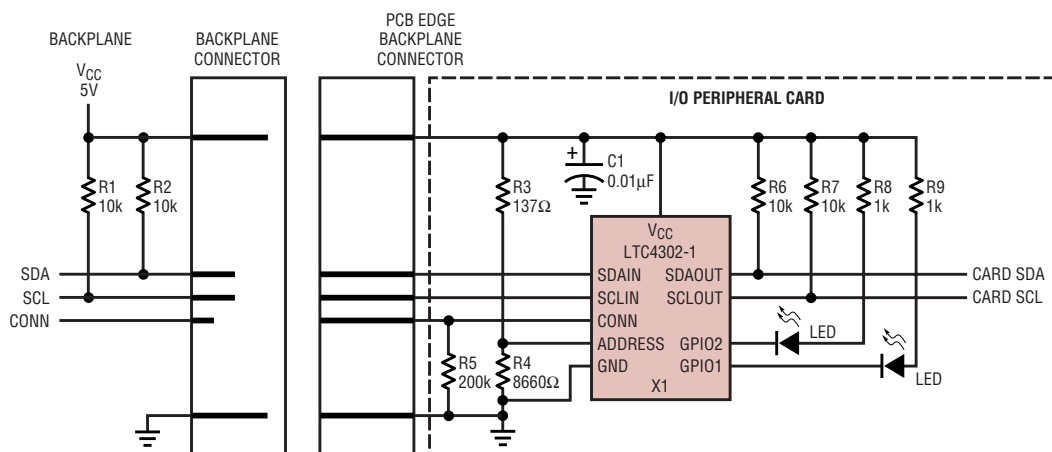 BACKPLANE
V_CC
5V
BACKPLANE
CONNECTOR
PCB EDGE
BACKPLANE
CONNECTOR
I/O PERIPHERAL CARD
R1
10k
R2
10k
R3
137Ω
+
C1
0.01μF
R6
10k
R7
10k
R8
1k
R9
1k
V_CC
LTC4302-1
SDA
SDAIN
SDAOUT
CARD SDA
SCL
SCLIN
SCLOUT
CARD SCL
CONN
CONN
ADDRESS
GPIO2
LED
GND
GPIO1
LED
X1
R5
200k
R4
8660Ω